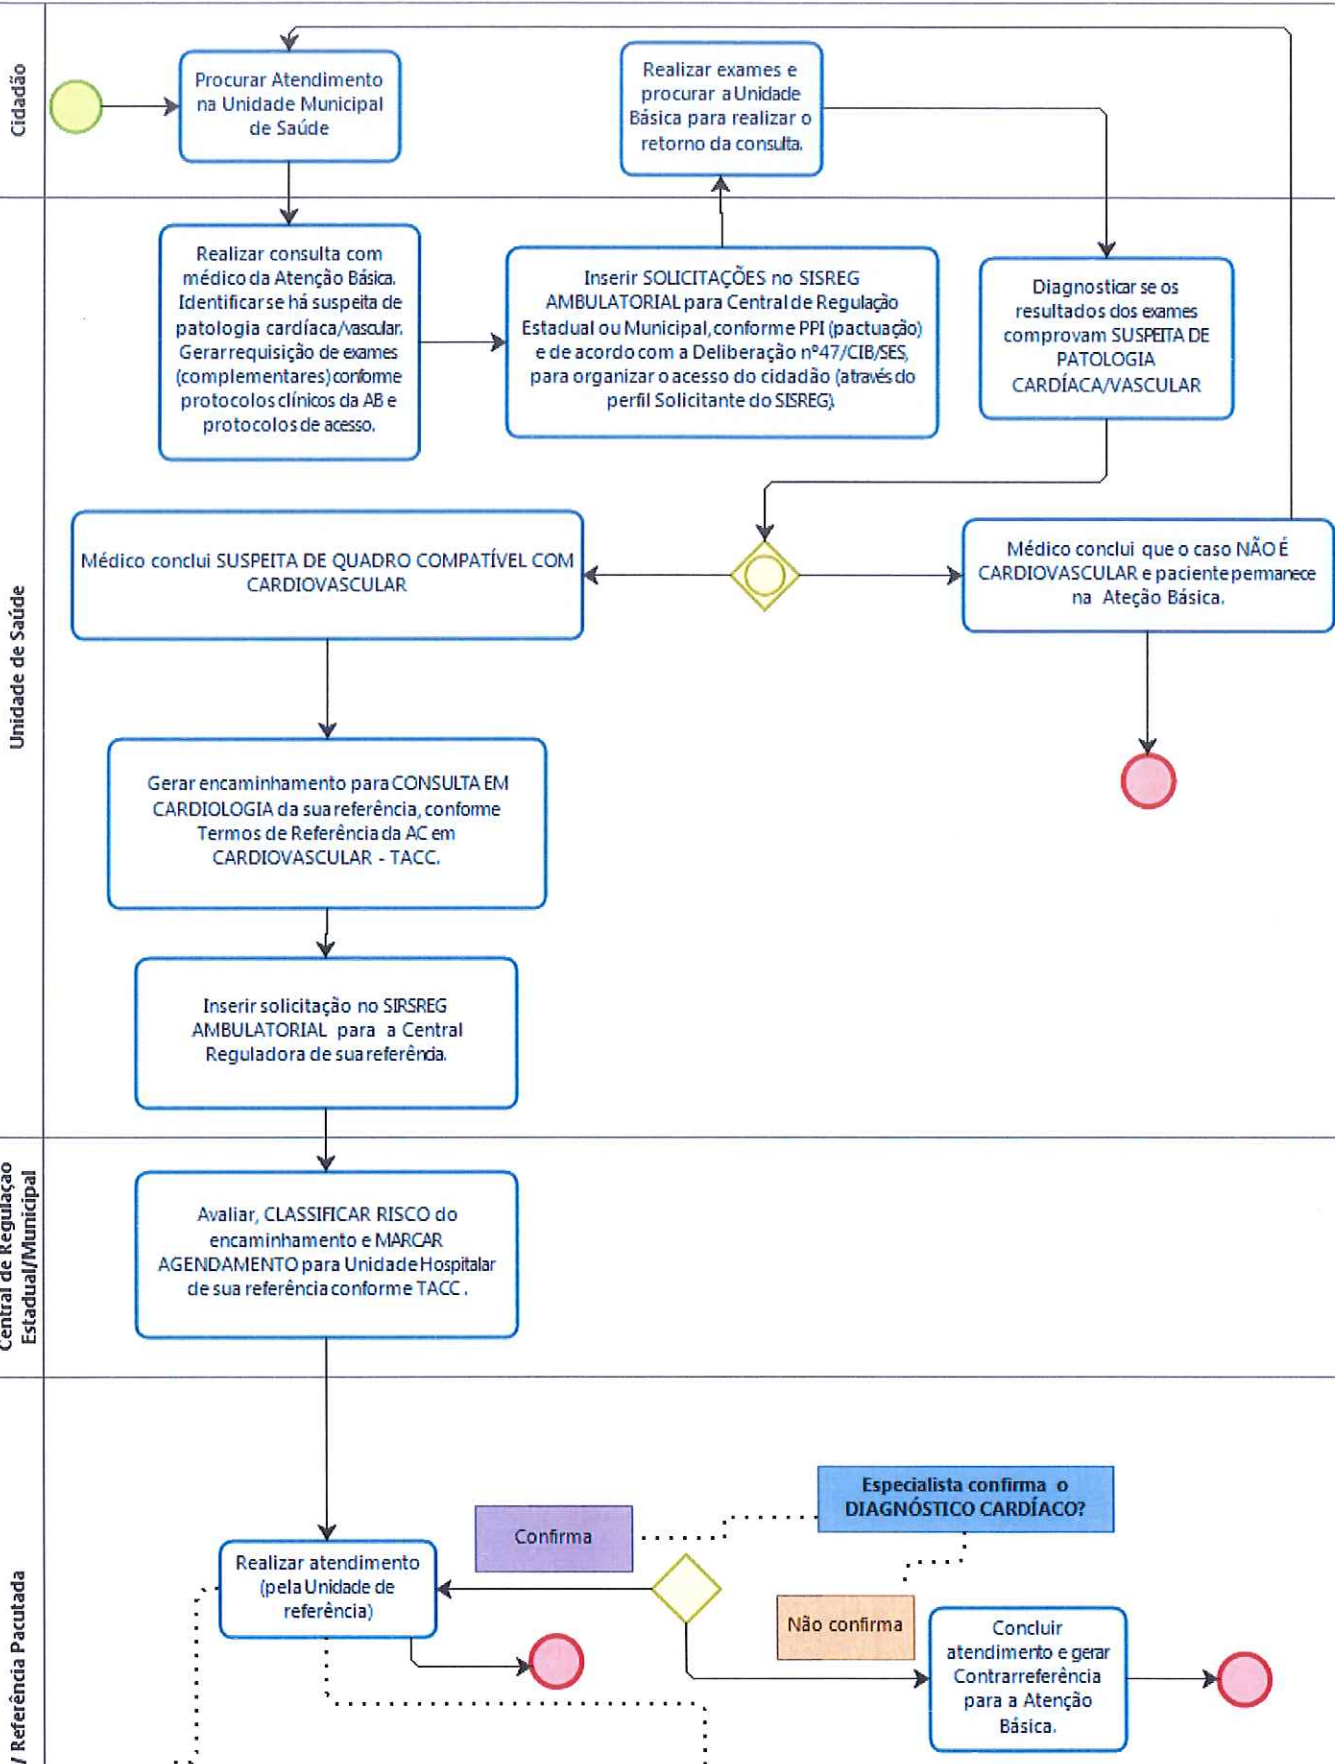 Cidadão
Procurar Atendimento
na Unidade Municipal
de Saúde
Realizar exames e
procurar a Unidade
Básica para realizar o
retorno da consulta.
Unidade de Saúde
Realizar consulta com
médico da Atenção Básica.
Identificar se há suspeita de
patologia cardíaca/vascular.
Gerar requisição de exames
(complementares) conforme
protocolos clínicos da AB e
protocolos de acesso.
Inserir SOLICITAÇÕES no SISREG
AMBULATORIAL para Central de Regulação
Estadual ou Municipal, conforme PPI (pactuação)
e de acordo com a Deliberação nº47/CIB/SES,
para organizar o acesso do cidadão (através do
perfil Solicitante do SISREG).
Diagnosticar se os
resultados dos exames
comprovam SUSPEITA DE
PATOLOGIA
CARDÍACA/VASCULAR
Médico conclui SUSPEITA DE QUADRO COMPATÍVEL COM
CARDIOVASCULAR
Médico conclui que o caso NÃO É
CARDIOVASCULAR e paciente permanece
na Ateção Básica.
Gerar encaminhamento para CONSULTA EM
CARDIOLOGIA da sua referência, conforme
Termos de Referência da AC em
CARDIOVASCULAR - TACC.
Inserir solicitação no SIRSREG
AMBULATORIAL para a Central
Reguladora de sua referência.
Central de Regulação
Estadual/Municipal
Avaliar, CLASSIFICAR RISCO do
encaminhamento e MARCAR
AGENDAMENTO para Unidade Hospitalar
de sua referência conforme TACC .
/ Referência Pacutada
Especialista confirma o
DIAGNÓSTICO CARDÍACO?
Confirma
Realizar atendimento
(pela Unidade de
referência)
Não confirma
Concluir
atendimento e gerar
Contrarreferência
para a Atenção
Básica.